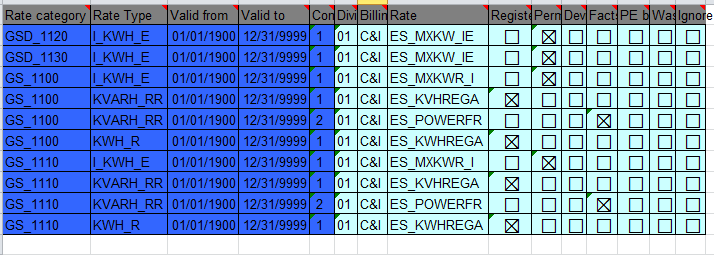 Rate category Rate Type Valid from Valid to Con Divi Billin Rate Registe Perm Dev Facts PE b Was Ignore
GSD_1120 I_KWH_E 01/01/1900 12/31/9999 1 01 C&I ES_MXKW_IE
GSD_1130 I_KWH_E 01/01/1900 12/31/9999 1 01 C&I ES_MXKW_IE
GS_1100 I_KWH_E 01/01/1900 12/31/9999 1 01 C&I ES_MXKWR_I
GS_1100 KVARH_RR 01/01/1900 12/31/9999 1 01 C&I ES_KVHREGA
GS_1100 KVARH_RR 01/01/1900 12/31/9999 2 01 C&I ES_POWERFR
GS_1100 KWH_R 01/01/1900 12/31/9999 1 01 C&I ES_KWHREGA
GS_1110 I_KWH_E 01/01/1900 12/31/9999 1 01 C&I ES_MXKWR_I
GS_1110 KVARH_RR 01/01/1900 12/31/9999 1 01 C&I ES_KVHREGA
GS_1110 KVARH_RR 01/01/1900 12/31/9999 2 01 C&I ES_POWERFR
GS_1110 KWH_R 01/01/1900 12/31/9999 1 01 C&I ES_KWHREGA